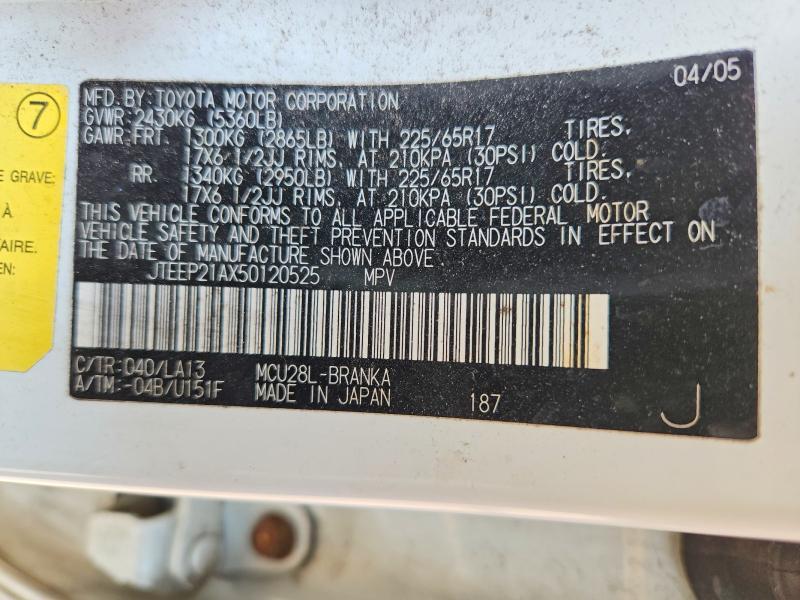 04/05
MFD.BY:TOYOTA MOTOR CORPORATION
GVWR:2430KG (5360LB)
GAWR:FRT. 1300KG (2865LB) WITH 225/65R17 TIRES,
17X6 1/2JJ RIMS, AT 210KPA (30PSI) COLD.
RR. 1340KG (2950LB) WITH 225/65R17 TIRES,
17X6 1/2JJ RIMS, AT 210KPA (30PSI) COLD.
THIS VEHICLE CONFORMS TO ALL APPLICABLE FEDERAL MOTOR
VEHICLE SAFETY AND THEFT PREVENTION STANDARDS IN EFFECT ON
THE DATE OF MANUFACTURE SHOWN ABOVE.
JTEEP21AX50120525 MPV
C/TR:040/LA13 MCU28L-BRANKA
A/TM:-04B/U151F MADE IN JAPAN 187
J
7
E GRAVE:
À
AIRE.
EN: